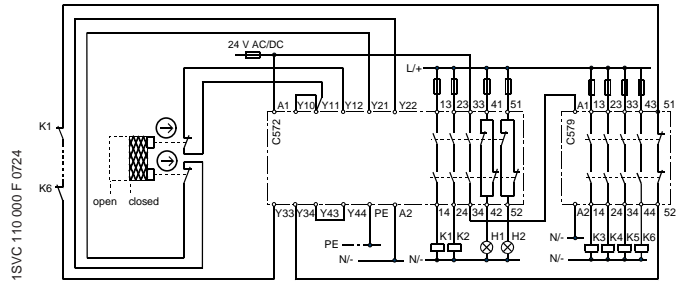 24 V AC/DC
L/+
A1 Y10 Y11 Y12 Y21 Y22 13 23 33 41 51 A1 13 23 33 43 51
C572
C579
K1
K6
open closed
Y33 Y34 Y43 Y44 PE A2 14 24 34 42 52 A2 14 24 34 44 52
K1 K2 H1 H2 K3 K4 K5 K6
PE
N/- N/- N/-
N/-
1SVC 110 000 F 0724